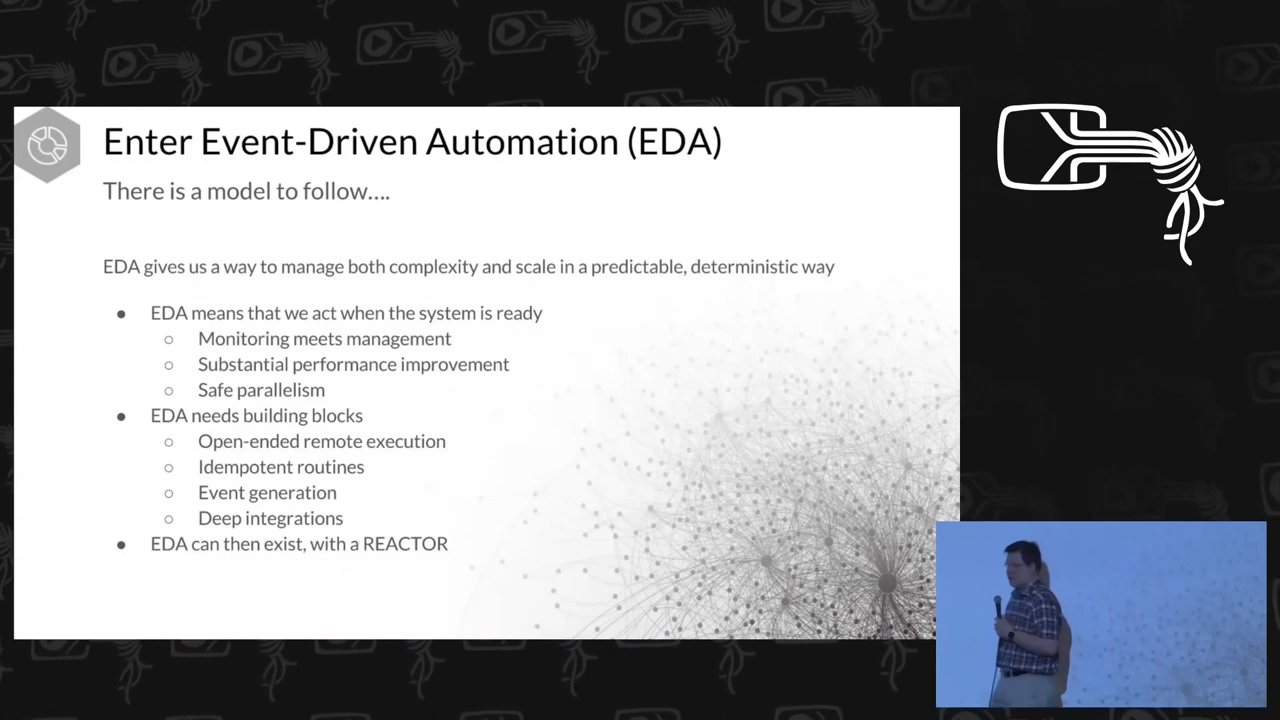 Enter Event-Driven Automation (EDA)
There is a model to follow....
EDA gives us a way to manage both complexity and scale in a predictable, deterministic way
● EDA means that we act when the system is ready
○ Monitoring meets management
○ Substantial performance improvement
○ Safe parallelism
● EDA needs building blocks
○ Open-ended remote execution
○ Idempotent routines
○ Event generation
○ Deep integrations
● EDA can then exist, with a REACTOR